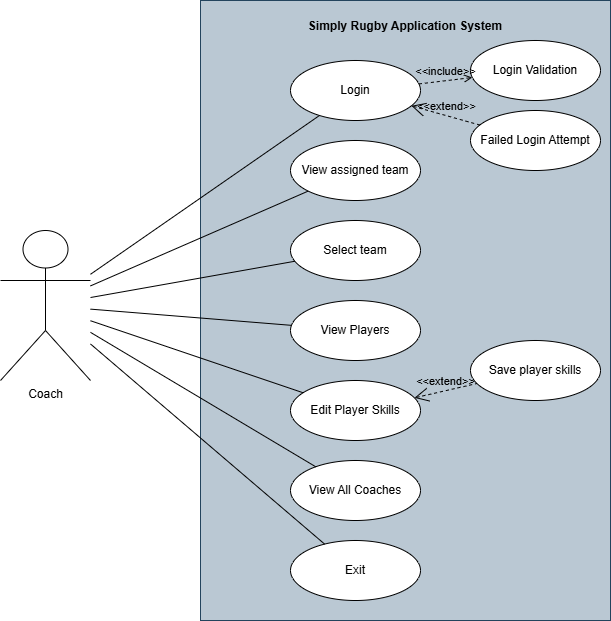 Simply Rugby Application System
Login
<<include>>
Login Validation
<<extend>>
Failed Login Attempt
View assigned team
Select team
View Players
Coach
Edit Player Skills
<<extend>>
Save player skills
View All Coaches
Exit